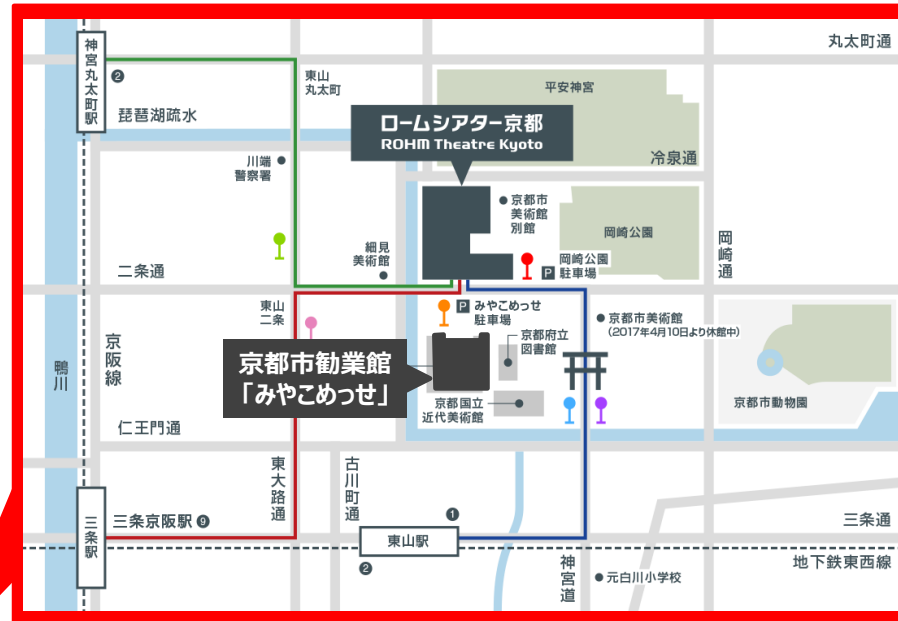 丸太町通
神宮丸太町駅
❷
東山
丸太町
平安神宮
琵琶湖疏水
ロームシアター京都
ROHM Theatre Kyoto
冷泉通
川端
警察署
京都市
美術館
別館
岡崎公園
岡崎通
細見
美術館
P 岡崎公園
駐車場
二条通
東山
二条
P みやこめっせ
駐車場
京都市美術館
(2017年4月10日より休館中)
京都府立
図書館
京阪線
鴨川
京都市勧業館
「みやこめっせ」
京都国立
近代美術館
京都市動物園
仁王門通
東大路通
古川町通
三条駅
三条京阪駅 ❾
❶
東山駅
❷
三条通
地下鉄東西線
神宮道
元白川小学校